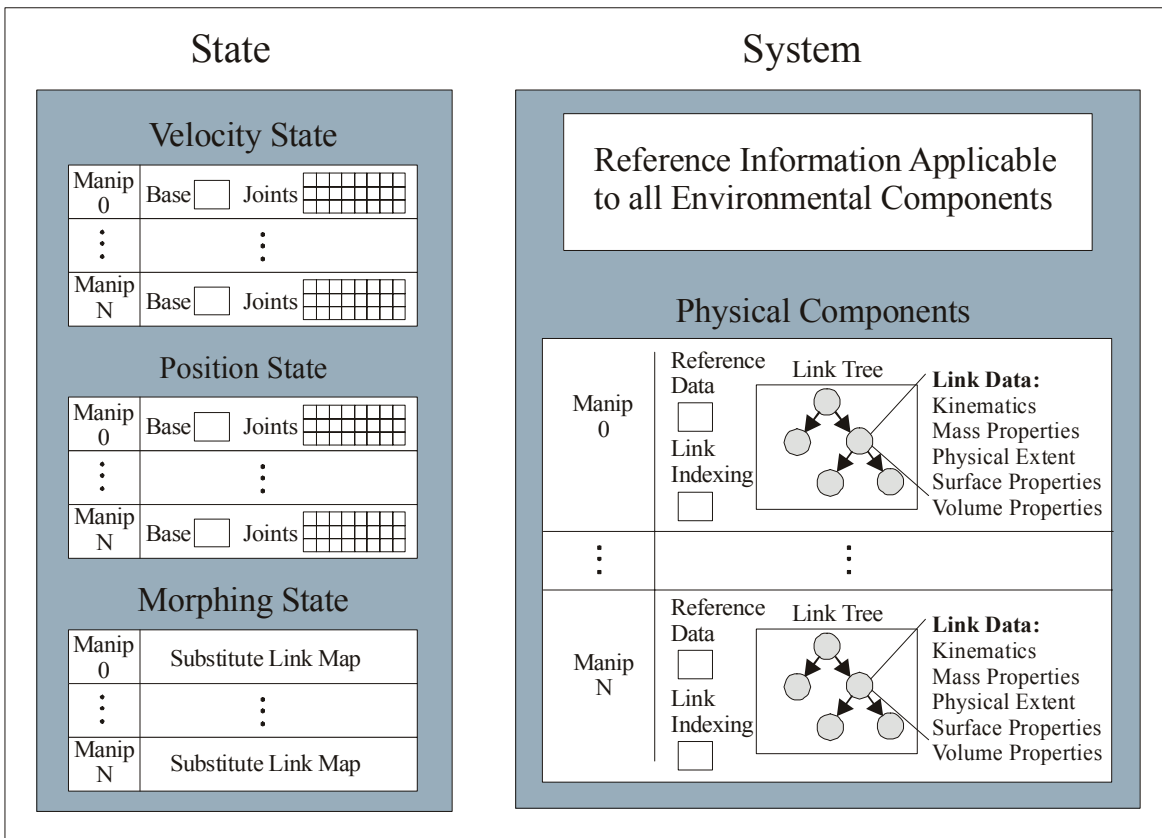 State
Velocity State
Manip
0
Base
Joints
Manip
N
Base
Joints
Position State
Manip
0
Base
Joints
Manip
N
Base
Joints
Morphing State
Manip
0
Substitute Link Map
Manip
N
Substitute Link Map
System
Reference Information Applicable
to all Environmental Components
Physical Components
Manip
0
Reference
Data
Link
Indexing
Link Tree
Link Data:
Kinematics
Mass Properties
Physical Extent
Surface Properties
Volume Properties
Manip
N
Reference
Data
Link
Indexing
Link Tree
Link Data:
Kinematics
Mass Properties
Physical Extent
Surface Properties
Volume Properties